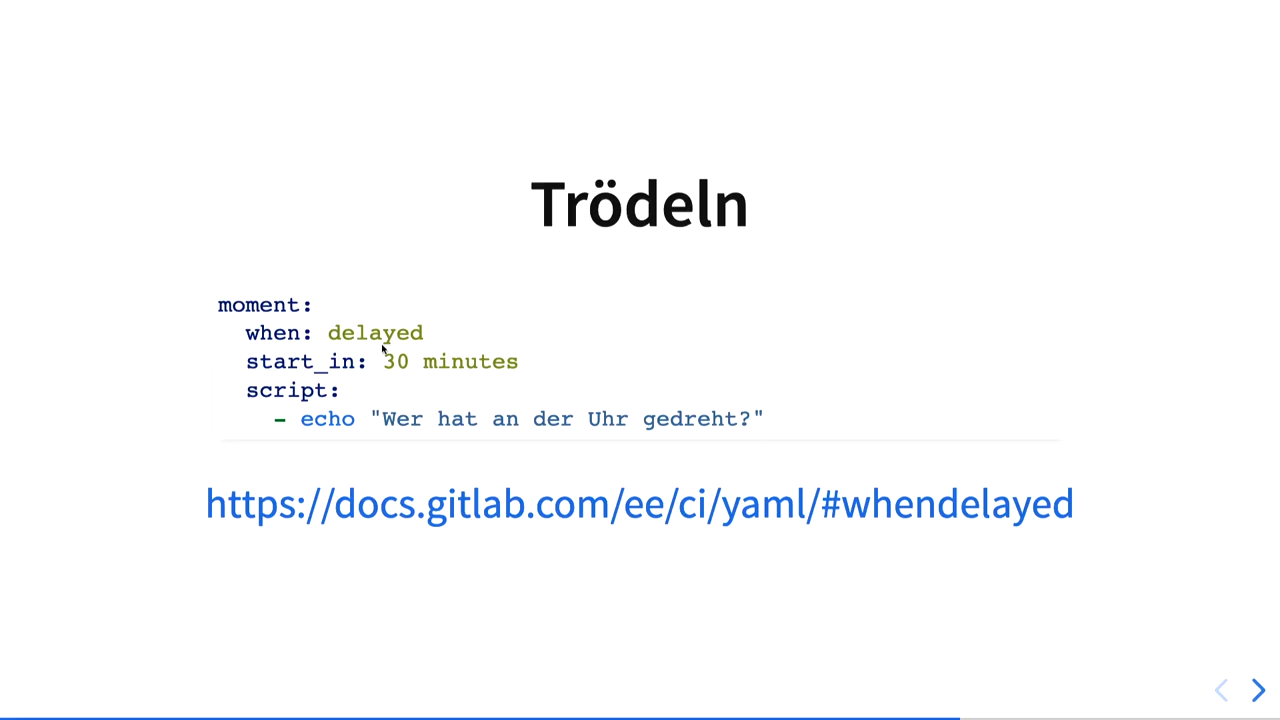 Trödeln
moment:
  when: delayed
  start_in: 30 minutes
  script:
    - echo "Wer hat an der Uhr gedreht?"
https://docs.gitlab.com/ee/ci/yaml/#whendelayed